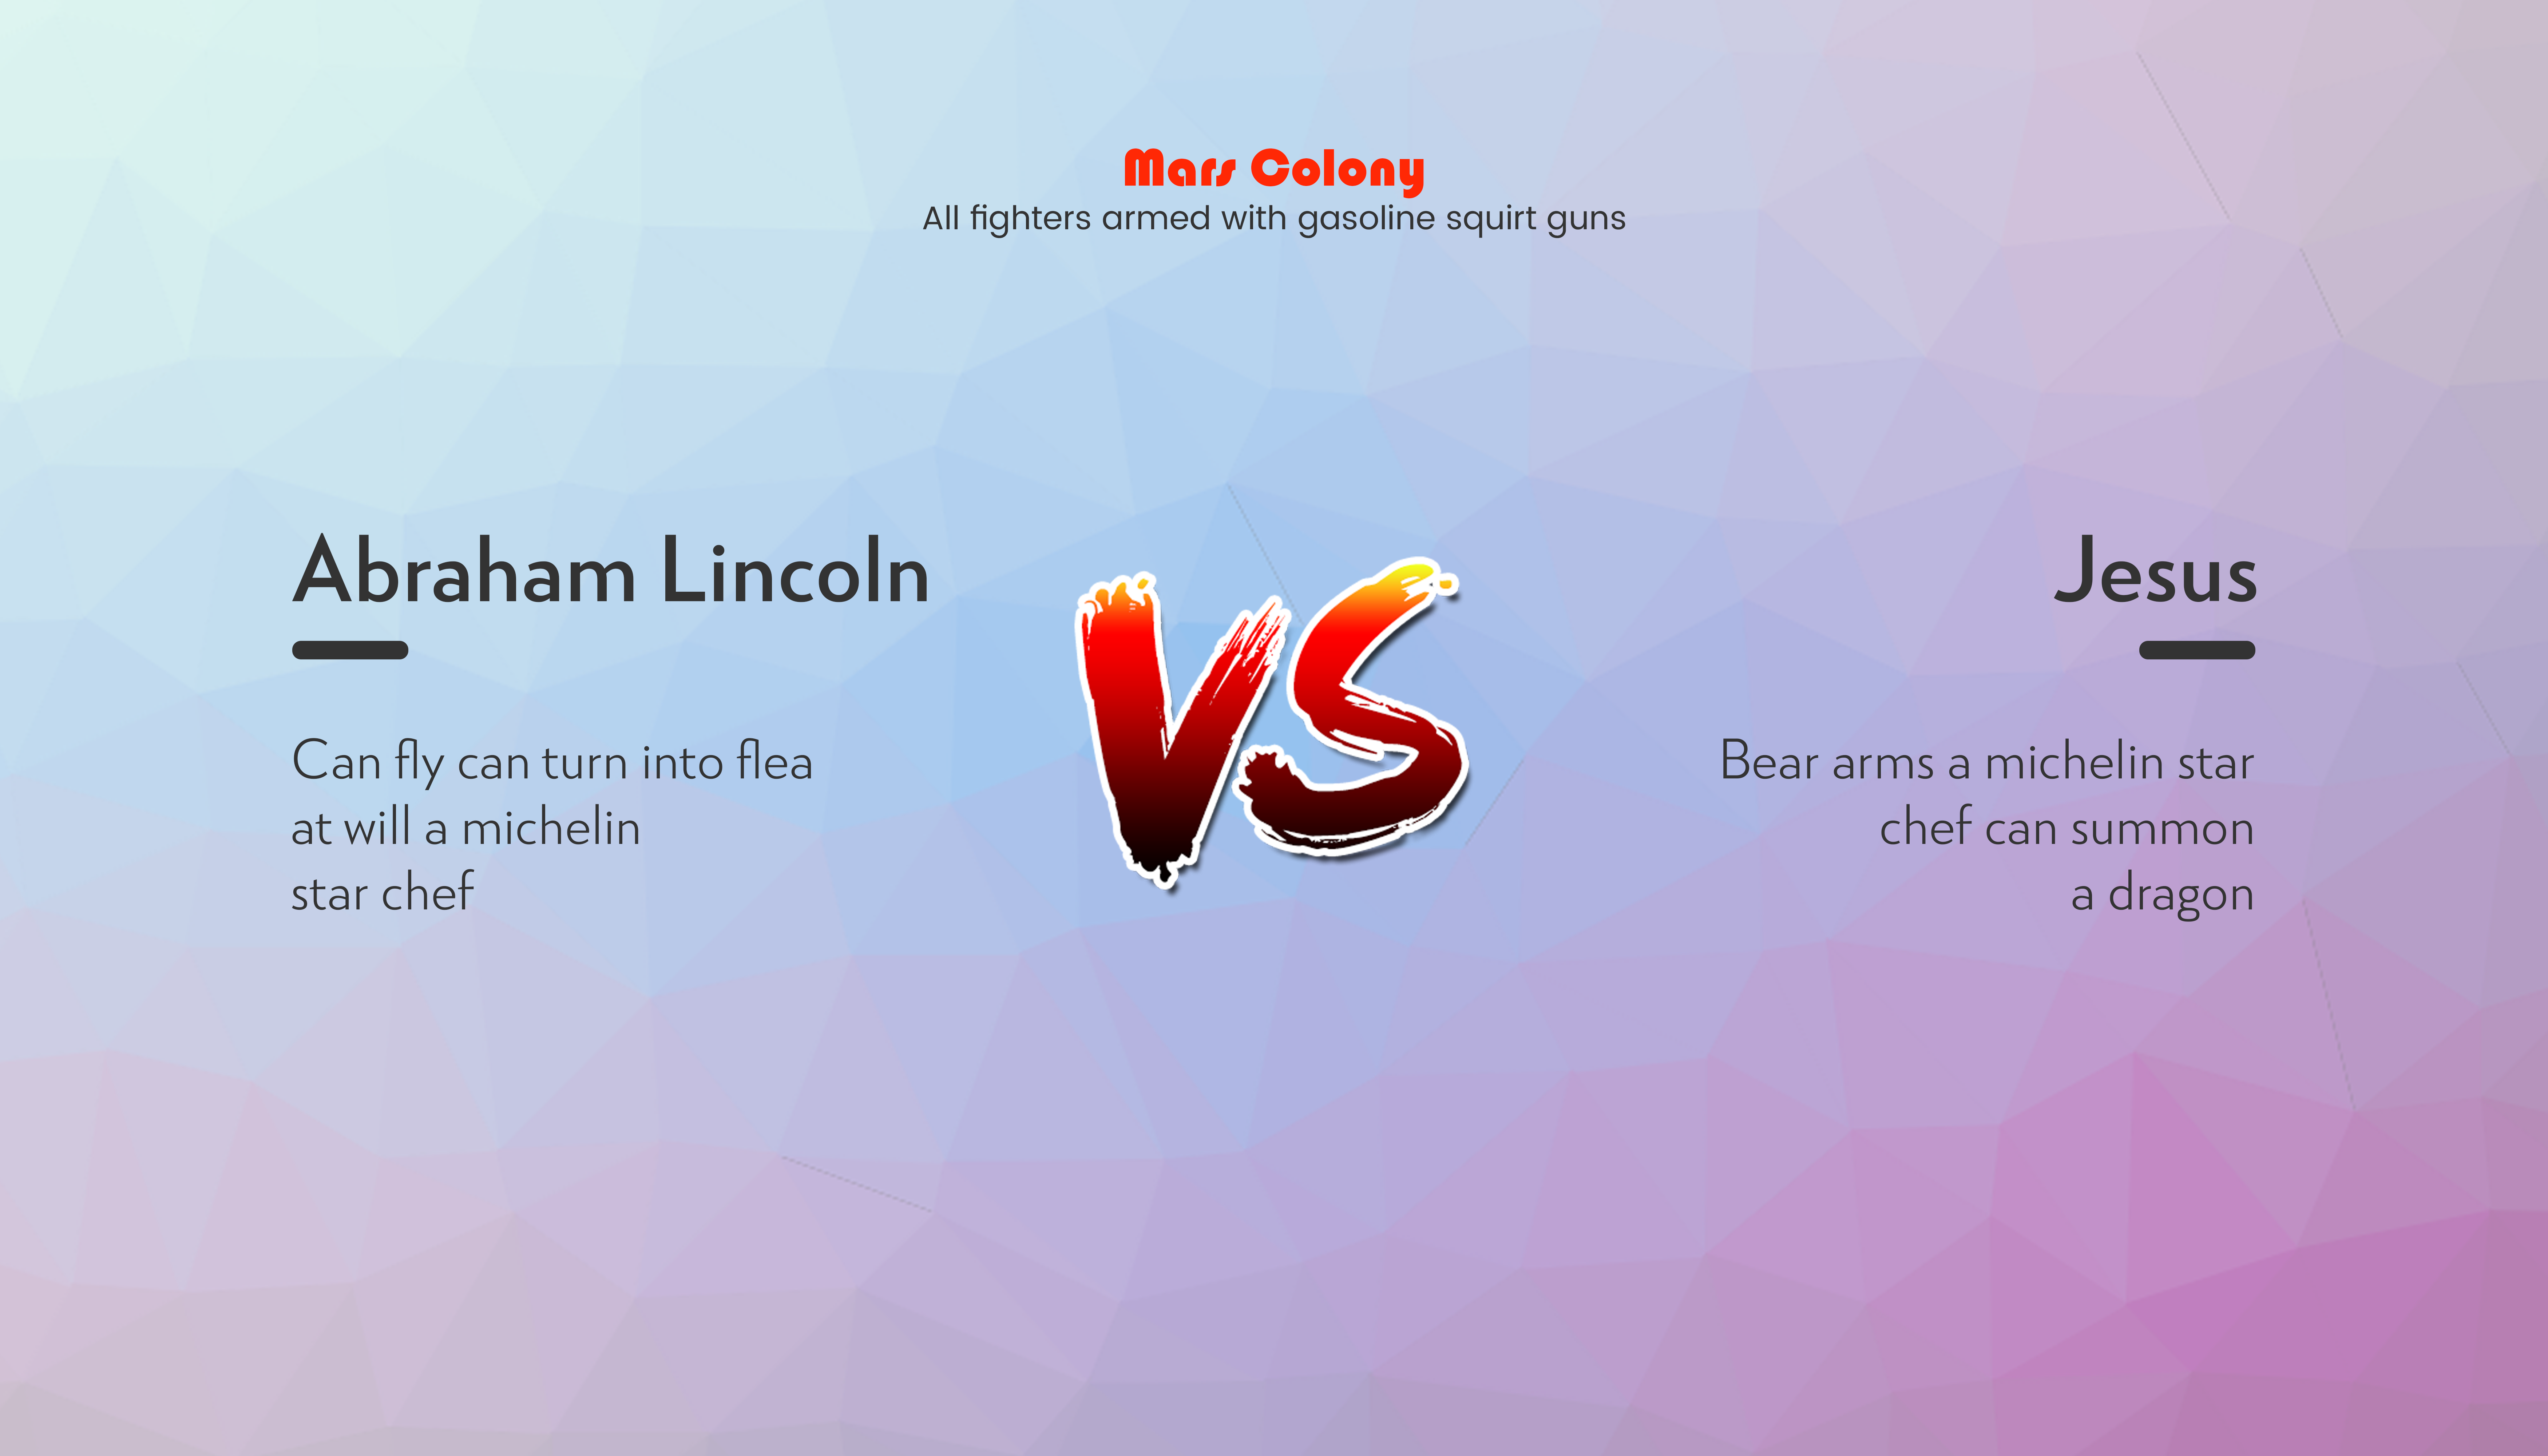 Mars Colony
All fighters armed with gasoline squirt guns
Abraham Lincoln
Can fly can turn into flea
at will a michelin
star chef
VS
Jesus
Bear arms a michelin star
chef can summon
a dragon